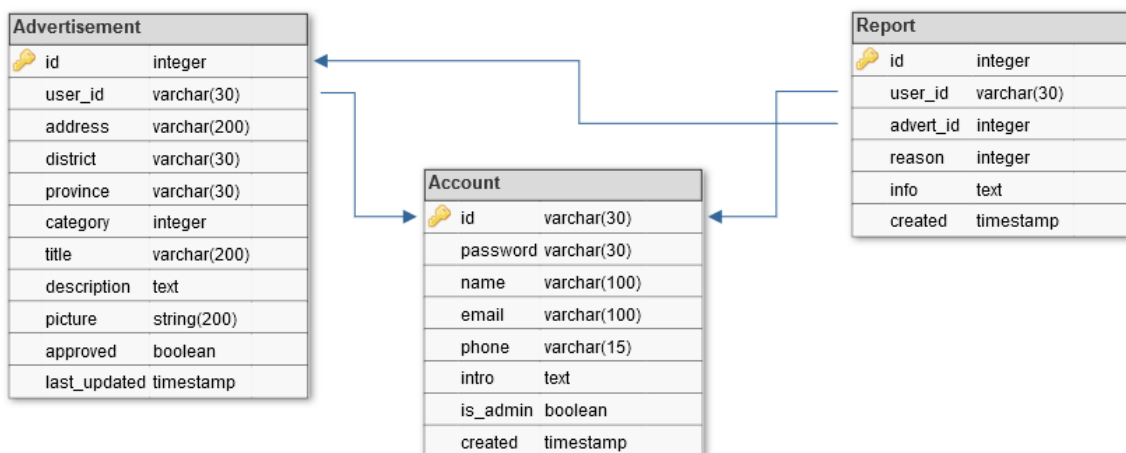 Advertisement
id integer
user_id varchar(30)
address varchar(200)
district varchar(30)
province varchar(30)
category integer
title varchar(200)
description text
picture string(200)
approved boolean
last_updated timestamp
Account
id varchar(30)
password varchar(30)
name varchar(100)
email varchar(100)
phone varchar(15)
intro text
is_admin boolean
created timestamp
Report
id integer
user_id varchar(30)
advert_id integer
reason integer
info text
created timestamp